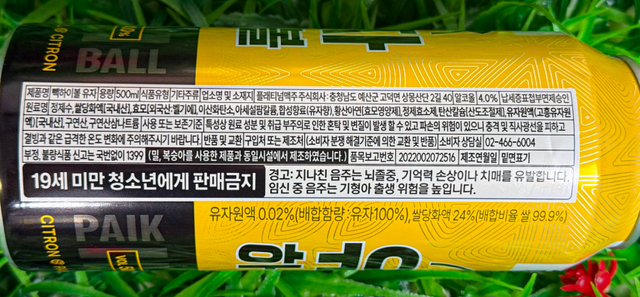 제품명 빽하이볼 유자 용량 500ml 식품유형 기타주류 업소명 및 소재지 플래티넘맥주 주식회사·충청남도 예산군 고덕면 상몽산단 2길 40 알코올 4.0% 납세증표첩부면제승인
원료명 정제수, 쌀당화액[국내산], 효모[외국산:벨기에], 이산화탄소, 아세설팜칼륨, 합성향료(유자향), 황산아연(효모영양제), 정제효소제, 탄산칼슘(산도조절제), 유자원액(고흥유자
액)[국내산], 구연산, 구연산삼나트륨 사용 또는 보존기준 특성상 원료 성분 및 취급 부주의로 인한 혼탁 및 변질이 발생 할 수 있고 파손의 위험이 있으니 충격 및 직사광선을 피하고
결빙과 같은 급격한 온도 변화에 주의해주시기 바랍니다. 반품 및 교환 구입처 또는 제조처 (소비자 분쟁 해결기준에 의한 교환 및 반품) 소비자 상담실 02-466-6004
부정, 불량식품 신고는 국번없이 1399 (밀, 복숭아를 사용한 제품과 동일시설에서 제조하였습니다.) 품목보고번호 2022002072516 제조연월일 밑면표기
19세 미만 청소년에게 판매금지
경고: 지나친 음주는 뇌졸중, 기억력 손상이나 치매를 유발합니다.
임신 중 음주는 기형아 출생 위험을 높입니다.
유자원액 0.02%(배합함량:유자100%), 쌀당화액 24%(배합비율 쌀 99.9%)
BALL
PAIK
CITRON
CITRON